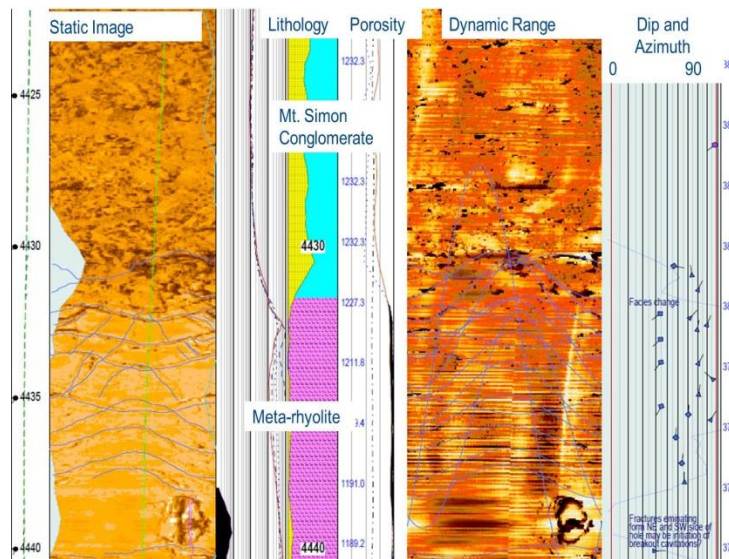 Static Image
Lithology
Porosity
Dynamic Range
Dip and
Azimuth
0 90
4425
1232.3
Mt. Simon
Conglomerate
1232.3
4430
4430
1232.3
1227.3
Facies change
1211.8
4435
Meta-rhyolite
1191.0
Fractures eminating
form NE and SW side of
hole may be initiation of
breakout cavitations?
4440
4440
1189.2